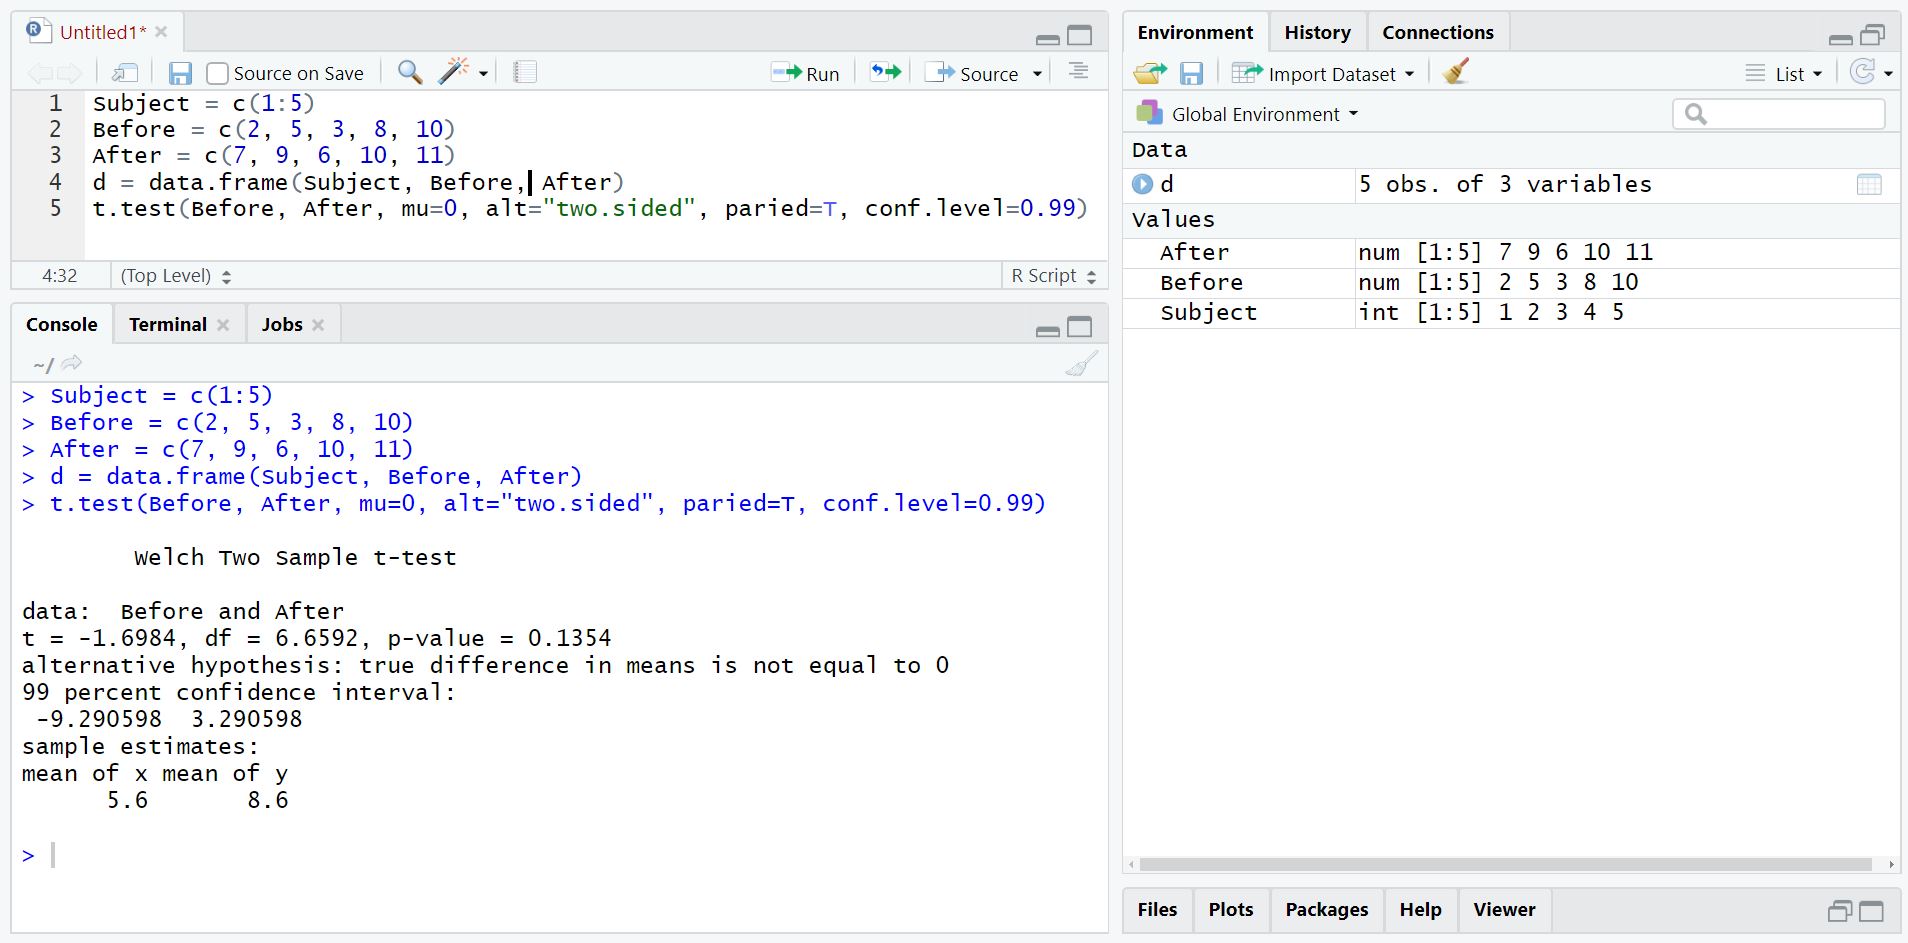 Untitled1*
Source on Save
Run
Source
1 Subject = c(1:5)
2 Before = c(2, 5, 3, 8, 10)
3 After = c(7, 9, 6, 10, 11)
4 d = data.frame(Subject, Before, After)
5 t.test(Before, After, mu=0, alt="two.sided", paried=T, conf.level=0.99)
4:32 (Top Level) R Script
Console Terminal Jobs
~/
> Subject = c(1:5)
> Before = c(2, 5, 3, 8, 10)
> After = c(7, 9, 6, 10, 11)
> d = data.frame(Subject, Before, After)
> t.test(Before, After, mu=0, alt="two.sided", paried=T, conf.level=0.99)
Welch Two Sample t-test
data:  Before and After
t = -1.6984, df = 6.6592, p-value = 0.1354
alternative hypothesis: true difference in means is not equal to 0
99 percent confidence interval:
-9.290598  3.290598
sample estimates:
mean of x mean of y
5.6 8.6
>
Environment History Connections
Import Dataset List
Global Environment
Data
d 5 obs. of 3 variables
Values
After num [1:5] 7 9 6 10 11
Before num [1:5] 2 5 3 8 10
Subject int [1:5] 1 2 3 4 5
Files Plots Packages Help Viewer